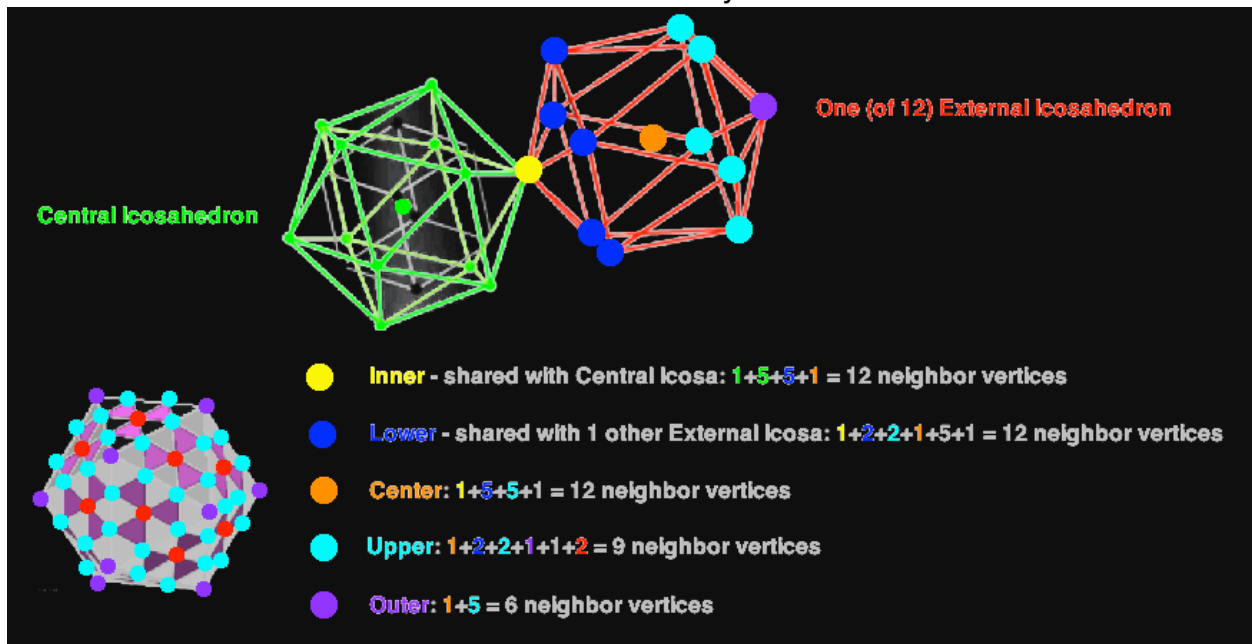 One (of 12) External Icosahedron
Central Icosahedron
Inner - shared with Central Icosa: 1+5+5+1 = 12 neighbor vertices
Lower - shared with 1 other External Icosa: 1+2+2+1+5+1 = 12 neighbor vertices
Center: 1+5+5+1 = 12 neighbor vertices
Upper: 1+2+2+1+1+2 = 9 neighbor vertices
Outer: 1+5 = 6 neighbor vertices